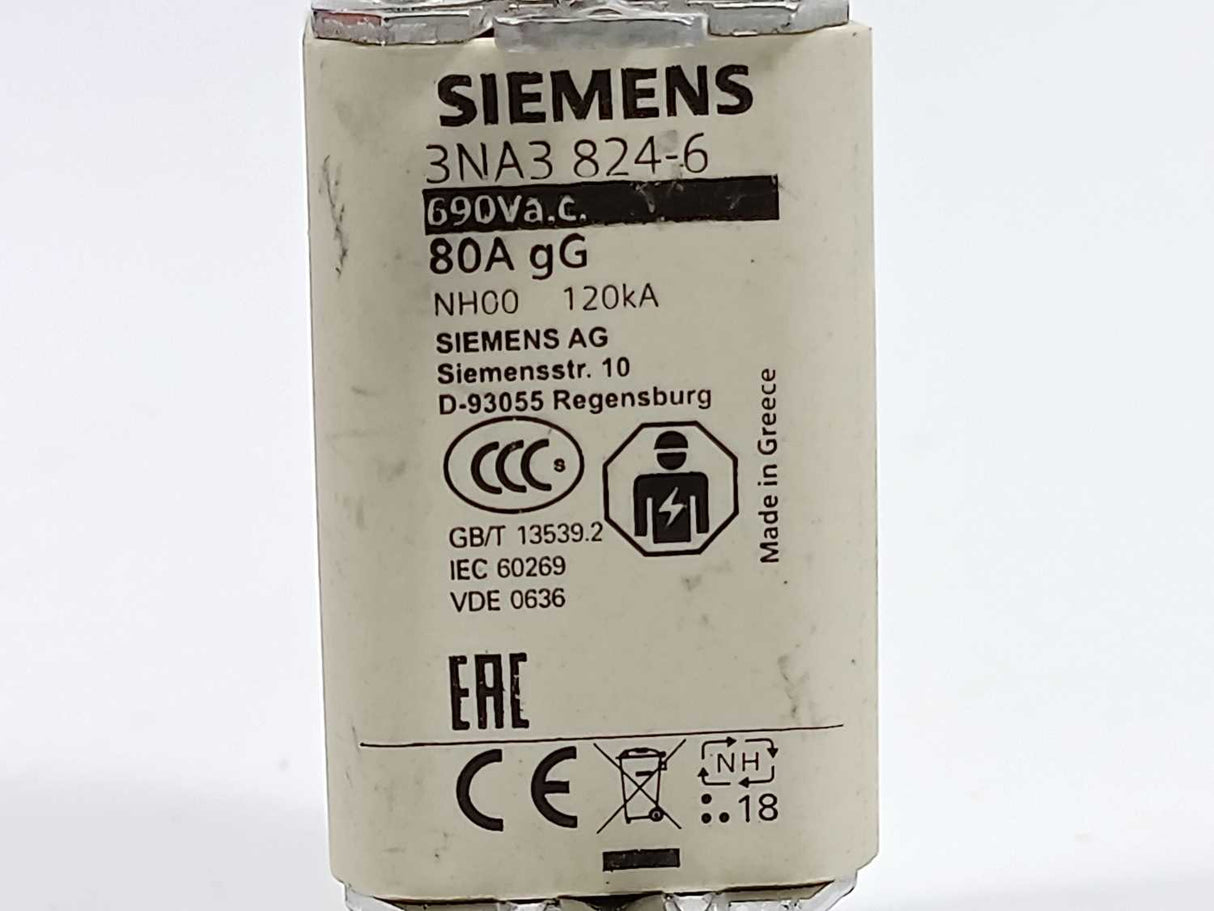 SIEMENS
3NA3 824-6
690Va.c.
80A gG
NH00 120kA
SIEMENS AG
Siemensstr. 10
D-93055 Regensburg
Made in Greece
CCC S
GB/T 13539.2
IEC 60269
VDE 0636
EAC
CE
NH
18